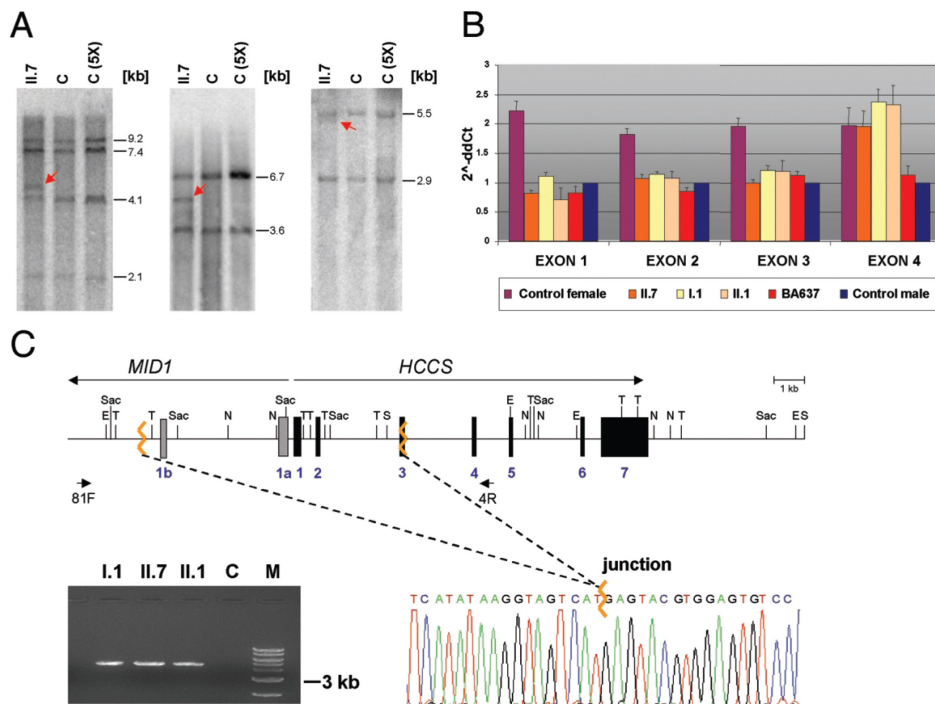 A
II.7 C C (5X) [kb] II.7 C C (5X) [kb] II.7 C C (5X) [kb]
9.2
7.4
4.1
2.1
6.7
3.6
5.5
2.9
B
2^-ddCt
3
2.5
2
1.5
1
0.5
0
EXON 1 EXON 2 EXON 3 EXON 4
Control female II.7 I.1 II.1 BA637 Control male
C
MID1 HCCS
1 kb
Sac Sac E T T
E T T Sac N N T T T Sac T S N Sac N E N N T Sac E S
1b 1a 1 2 3 4 5 6 7
81F 4R
junction
I.1 II.7 II.1 C M
3 kb
TCATATAAGGTAGTCATGAGTACGTGGAGTGTCC